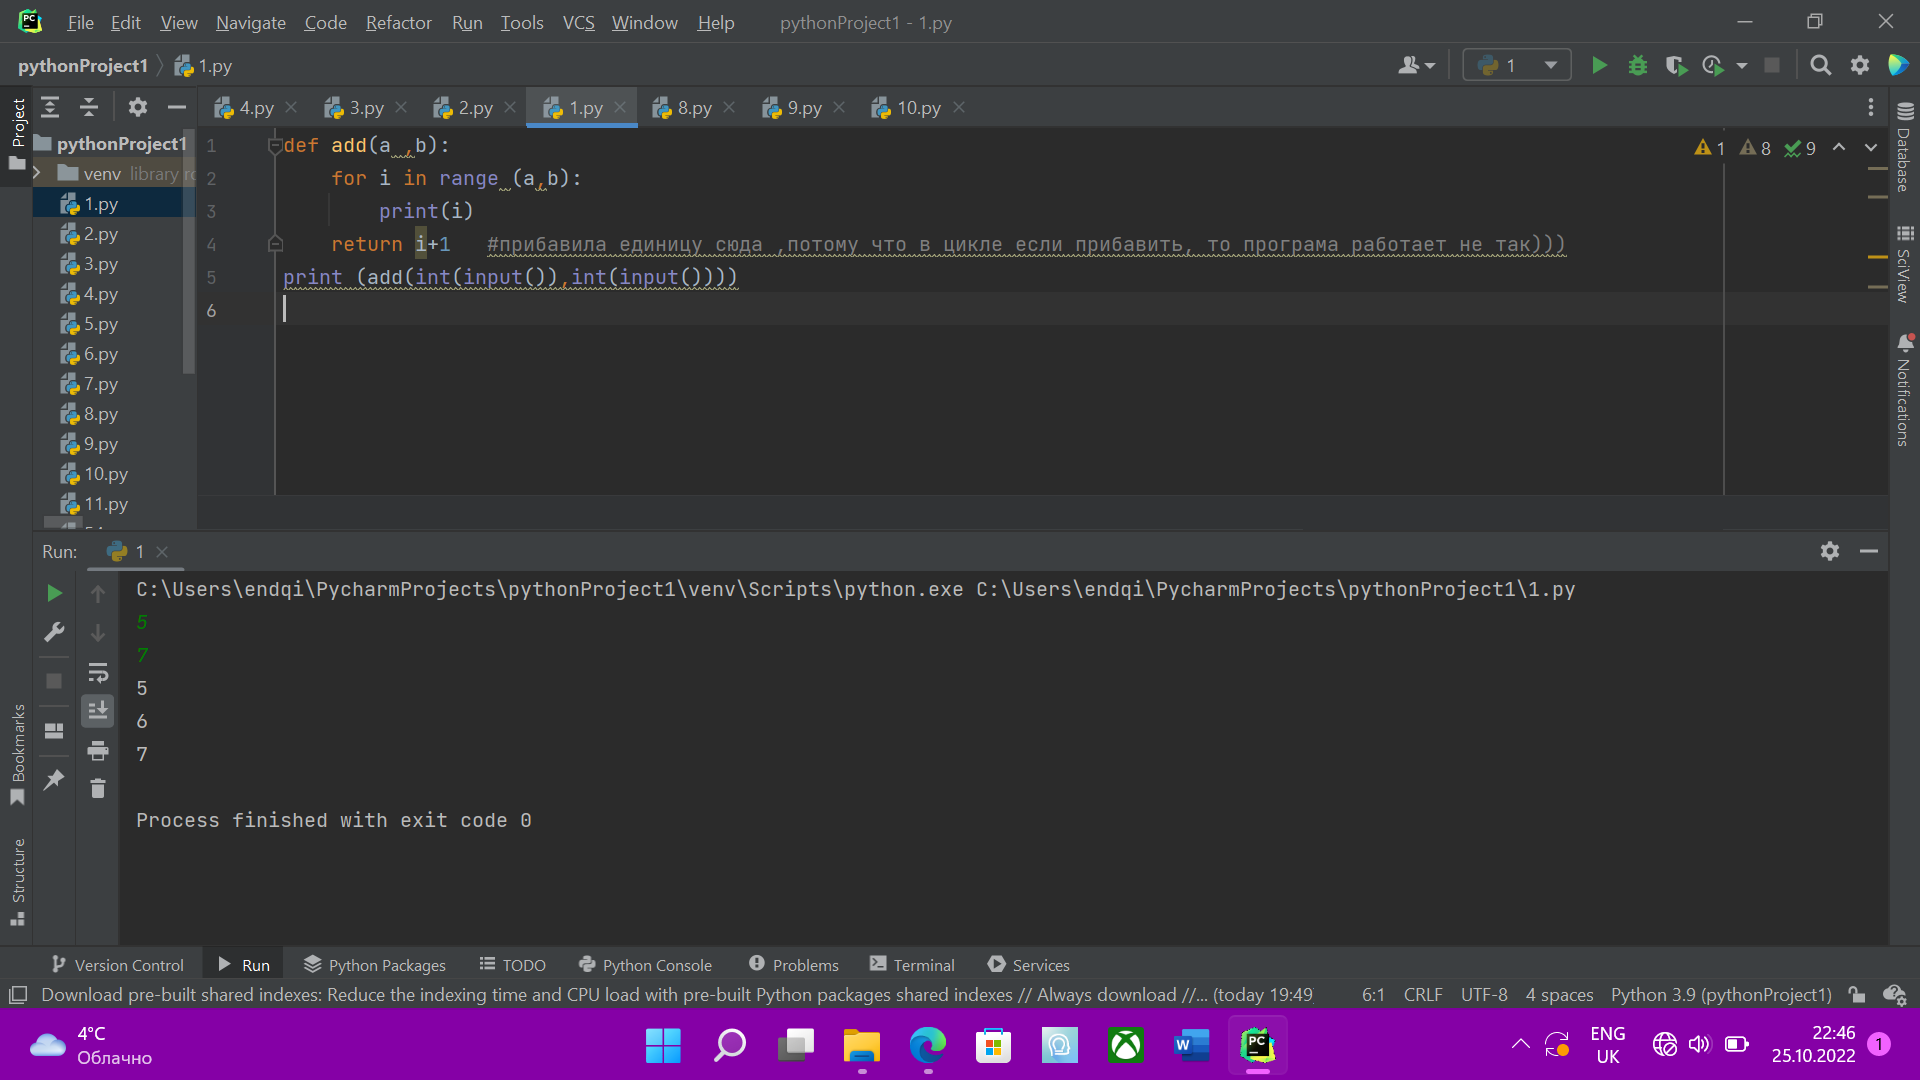 File Edit View Navigate Code Refactor Run Tools VCS Window Help pythonProject1 - 1.py
pythonProject1 1.py 1
Project
4.py 3.py 2.py 1.py 8.py 9.py 10.py
pythonProject1
venv library
1.py
2.py
3.py
4.py
5.py
6.py
7.py
8.py
9.py
10.py
11.py
1 def add(a ,b):
2 for i in range (a,b):
3 print(i)
4 return i+1 #прибавила единицу сюда ,потому что в цикле если прибавить, то програма работает не так)))
5 print (add(int(input()),int(input())))
6
1 8 9
Database
SciView
Notifications
Run: 1
C:\Users\endqi\PycharmProjects\pythonProject1\venv\Scripts\python.exe C:\Users\endqi\PycharmProjects\pythonProject1\1.py
5
7
5
6
7
Process finished with exit code 0
Bookmarks
Structure
Version Control Run Python Packages TODO Python Console Problems Terminal Services
Download pre-built shared indexes: Reduce the indexing time and CPU load with pre-built Python packages shared indexes // Always download //... (today 19:49 6:1 CRLF UTF-8 4 spaces Python 3.9 (pythonProject1)
4°C
Облачно
PC
W
ENG
UK
22:46
25.10.2022
1